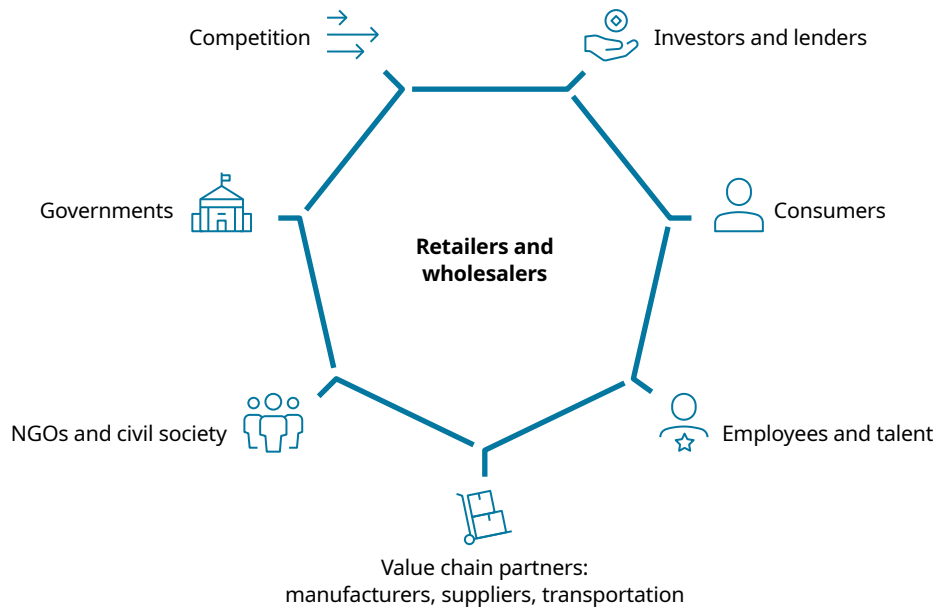 Competition
Investors and lenders
Governments
Consumers
Retailers and
wholesalers
NGOs and civil society
Employees and talent
Value chain partners:
manufacturers, suppliers, transportation